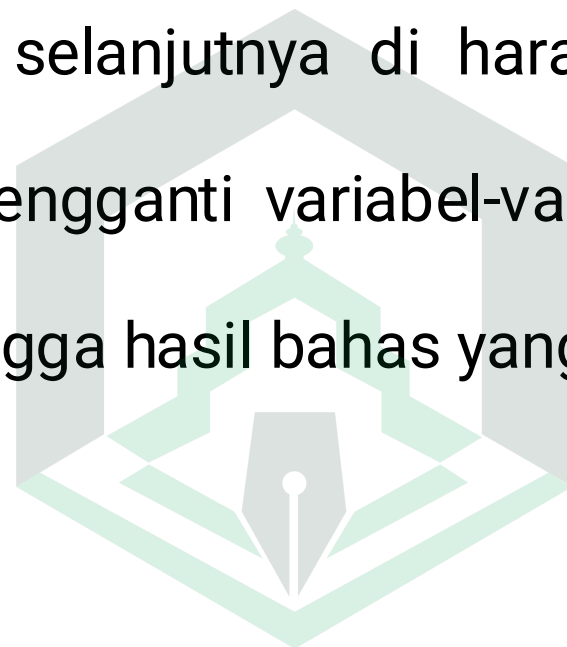 selanjutnya di hara
engganti variabel-va
gga hasil bahas yang